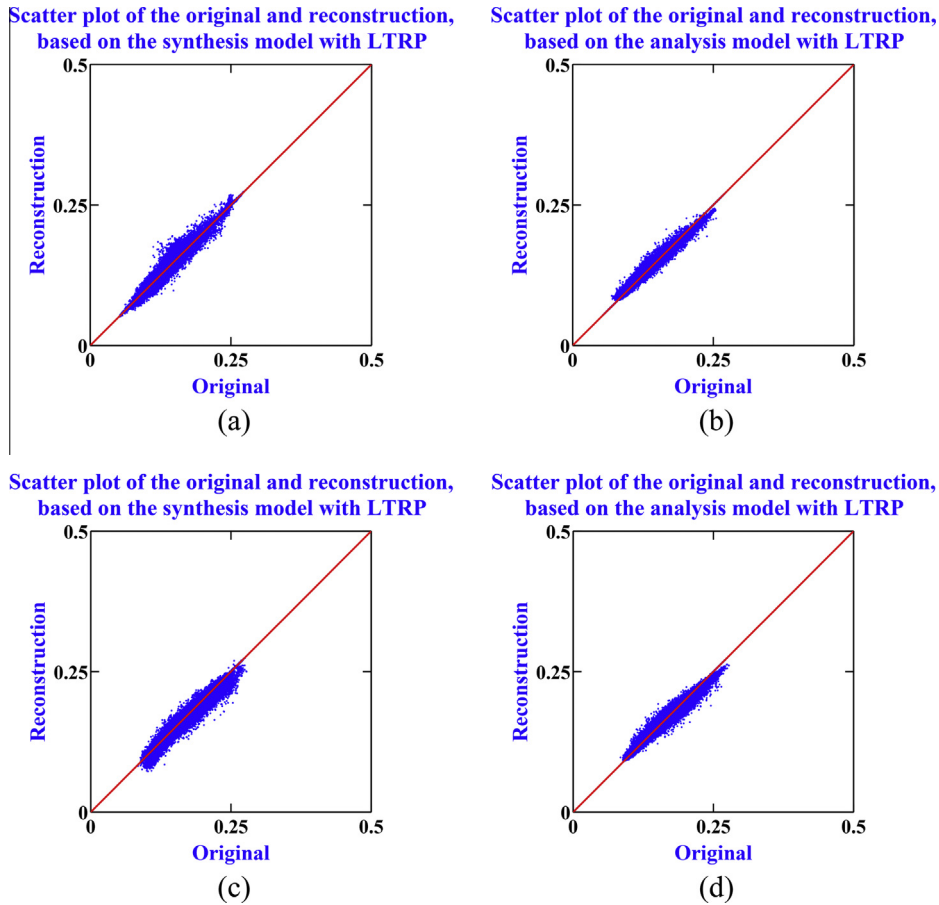 Scatter plot of the original and reconstruction,
based on the synthesis model with LTRP
0.5
Reconstruction
0.25
0
0
0.25
0.5
Original
(a)
Scatter plot of the original and reconstruction,
based on the analysis model with LTRP
0.5
Reconstruction
0.25
0
0
0.25
0.5
Original
(b)
Scatter plot of the original and reconstruction,
based on the synthesis model with LTRP
0.5
Reconstruction
0.25
0
0
0.25
0.5
Original
(c)
Scatter plot of the original and reconstruction,
based on the analysis model with LTRP
0.5
Reconstruction
0.25
0
0
0.25
0.5
Original
(d)